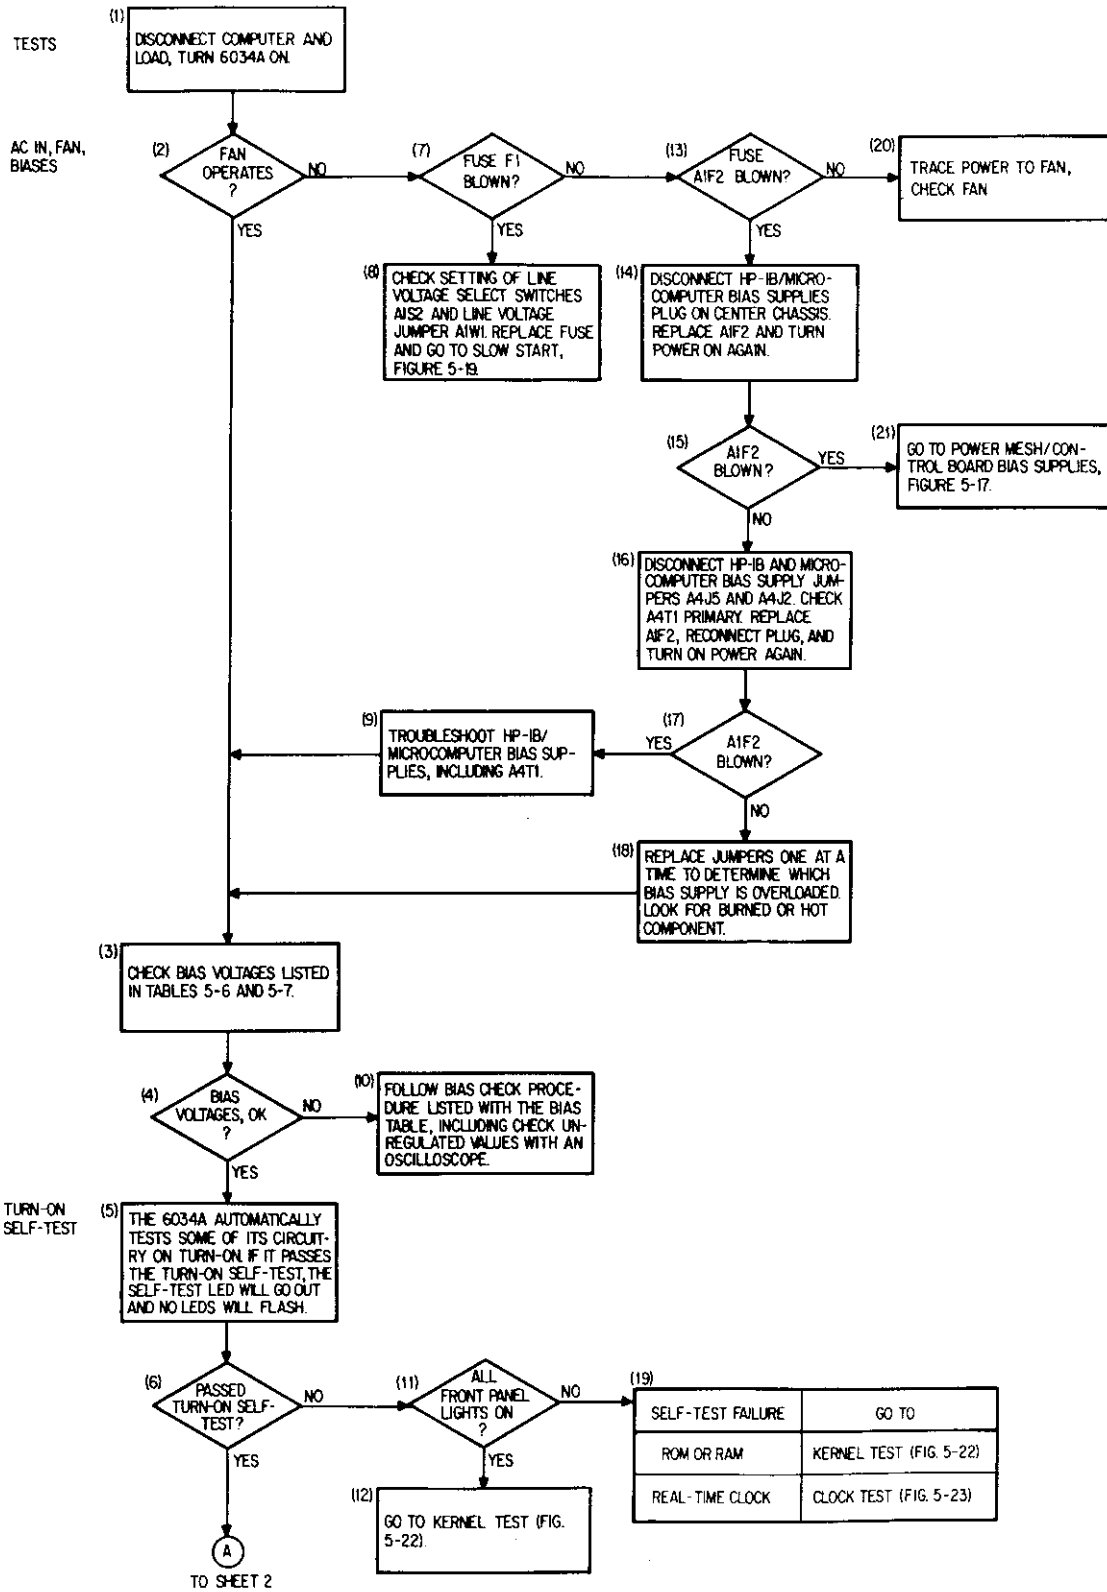 TESTS
(1)
DISCONNECT COMPUTER AND
LOAD, TURN 6034A ON.
AC IN, FAN,
BIASES
(2)
FAN
OPERATES
?
NO
YES
(7)
FUSE F1
BLOWN?
NO
YES
(13)
FUSE
A1F2 BLOWN?
NO
YES
(20)
TRACE POWER TO FAN,
CHECK FAN
(8)
CHECK SETTING OF LINE
VOLTAGE SELECT SWITCHES
A1S2 AND LINE VOLTAGE
JUMPER A1W1. REPLACE FUSE
AND GO TO SLOW START,
FIGURE 5-19.
(14)
DISCONNECT HP-IB/MICRO-
COMPUTER BIAS SUPPLIES
PLUG ON CENTER CHASSIS.
REPLACE A1F2 AND TURN
POWER ON AGAIN.
(15)
A1F2
BLOWN?
YES
NO
(21)
GO TO POWER MESH/CON-
TROL BOARD BIAS SUPPLIES,
FIGURE 5-17.
(16)
DISCONNECT HP-IB AND MICRO-
COMPUTER BIAS SUPPLY JUM-
PERS A4J5 AND A4J2. CHECK
A4T1 PRIMARY. REPLACE
A1F2, RECONNECT PLUG, AND
TURN ON POWER AGAIN.
(17)
A1F2
BLOWN?
YES
NO
(9)
TROUBLESHOOT HP-IB/
MICROCOMPUTER BIAS SUP-
PLIES, INCLUDING A4T1.
(18)
REPLACE JUMPERS ONE AT A
TIME TO DETERMINE WHICH
BIAS SUPPLY IS OVERLOADED.
LOOK FOR BURNED OR HOT
COMPONENT.
(3)
CHECK BIAS VOLTAGES LISTED
IN TABLES 5-6 AND 5-7.
(4)
BIAS
VOLTAGES, OK
?
NO
YES
(10)
FOLLOW BIAS CHECK PROCE-
DURE LISTED WITH THE BIAS
TABLE, INCLUDING CHECK UN-
REGULATED VALUES WITH AN
OSCILLOSCOPE.
TURN-ON
SELF-TEST
(5)
THE 6034A AUTOMATICALLY
TESTS SOME OF ITS CIRCUIT-
RY ON TURN-ON. IF IT PASSES
THE TURN-ON SELF-TEST, THE
SELF-TEST LED WILL GO OUT
AND NO LEDS WILL FLASH.
(6)
PASSED
TURN-ON SELF-
TEST?
NO
YES
(11)
ALL
FRONT PANEL
LIGHTS ON
?
NO
YES
(19)
SELF-TEST FAILURE GO TO
ROM OR RAM KERNEL TEST (FIG. 5-22)
REAL-TIME CLOCK CLOCK TEST (FIG. 5-23)
(12)
GO TO KERNEL TEST (FIG.
5-22).
A
TO SHEET 2